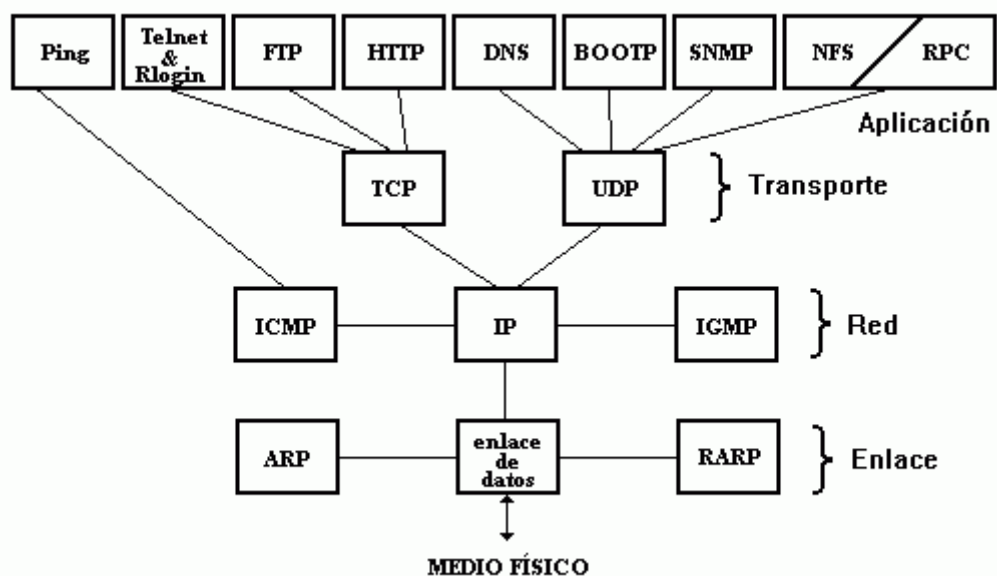 Ping
Telnet
&
Rlogin
FTP
HTTP
DNS
BOOTP
SNMP
NFS
RPC
Aplicación
TCP
UDP
Transporte
ICMP
IP
IGMP
Red
ARP
enlace
de
datos
RARP
Enlace
MEDIO FÍSICO